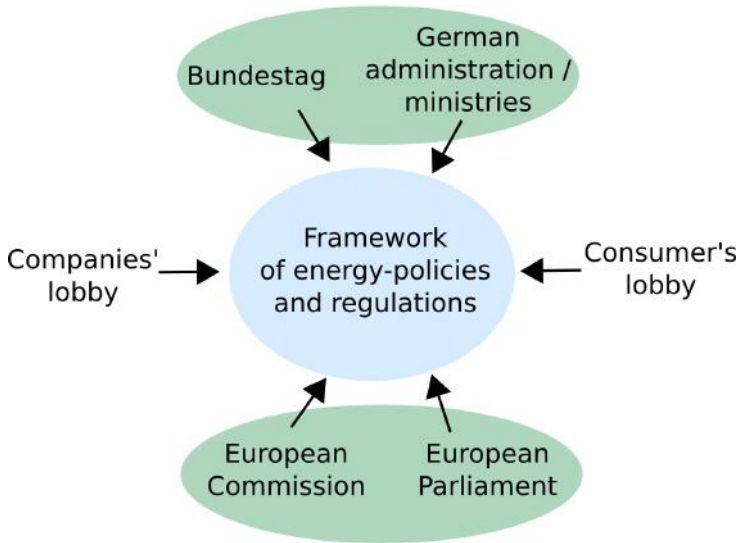 Bundestag
German
administration /
ministries
Companies'
lobby
Framework
of energy-policies
and regulations
Consumer's
lobby
European
Commission
European
Parliament